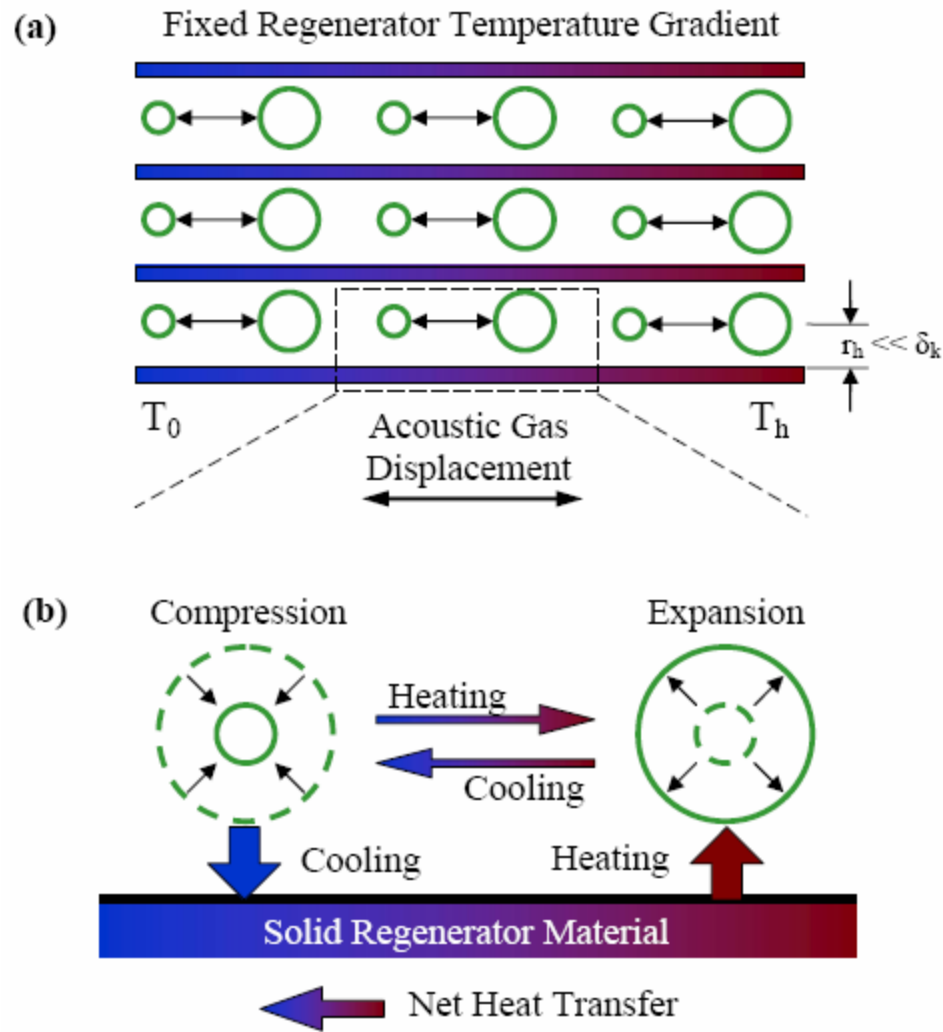 (a) Fixed Regenerator Temperature Gradient
r_h << δ_k
T_0
T_h
Acoustic Gas
Displacement
(b)
Compression
Expansion
Heating
Cooling
Cooling
Heating
Solid Regenerator Material
Net Heat Transfer